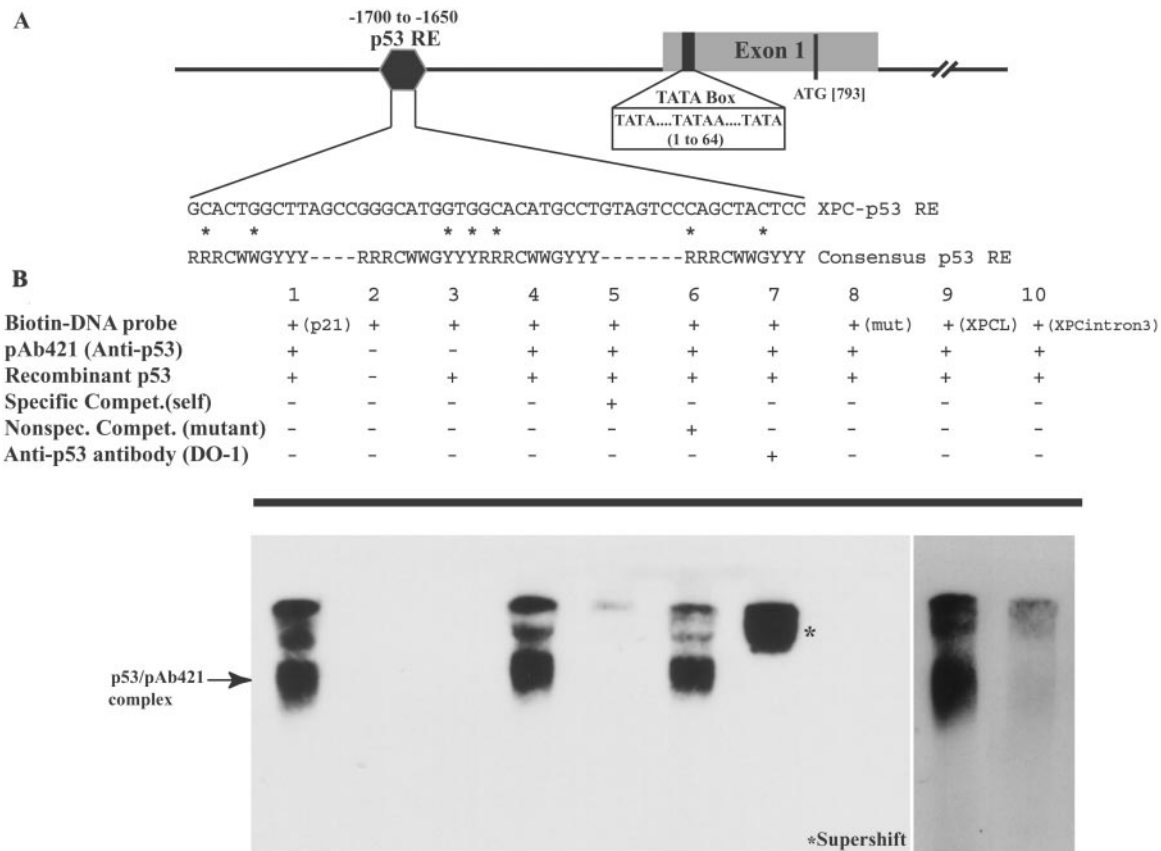 A
-1700 to -1650
p53 RE
Exon 1
ATG [793]
TATA Box
TATA....TATAA....TATA
(1 to 64)
GCACTGGCTTAGCCGGGCATGGTGGCACATGCCTGTAGTCCCAGCTACTCC XPC-p53 RE
* * * * * * *
RRRCWWGYYY----RRRCWWGYYYRRRCWWGYYY-------RRRCWWGYYY Consensus p53 RE
B
1 2 3 4 5 6 7 8 9 10
Biotin-DNA probe +(p21) + + + + + + +(mut) +(XPCL) +(XPCintron3)
pAb421 (Anti-p53) + - - + + + + + + +
Recombinant p53 + - + + + + + + + +
Specific Compet.(self) - - - - + - - - - -
Nonspec. Compet. (mutant) - - - - - + - - - -
Anti-p53 antibody (DO-1) - - - - - - + - - -
*
p53/pAb421
complex
*Supershift